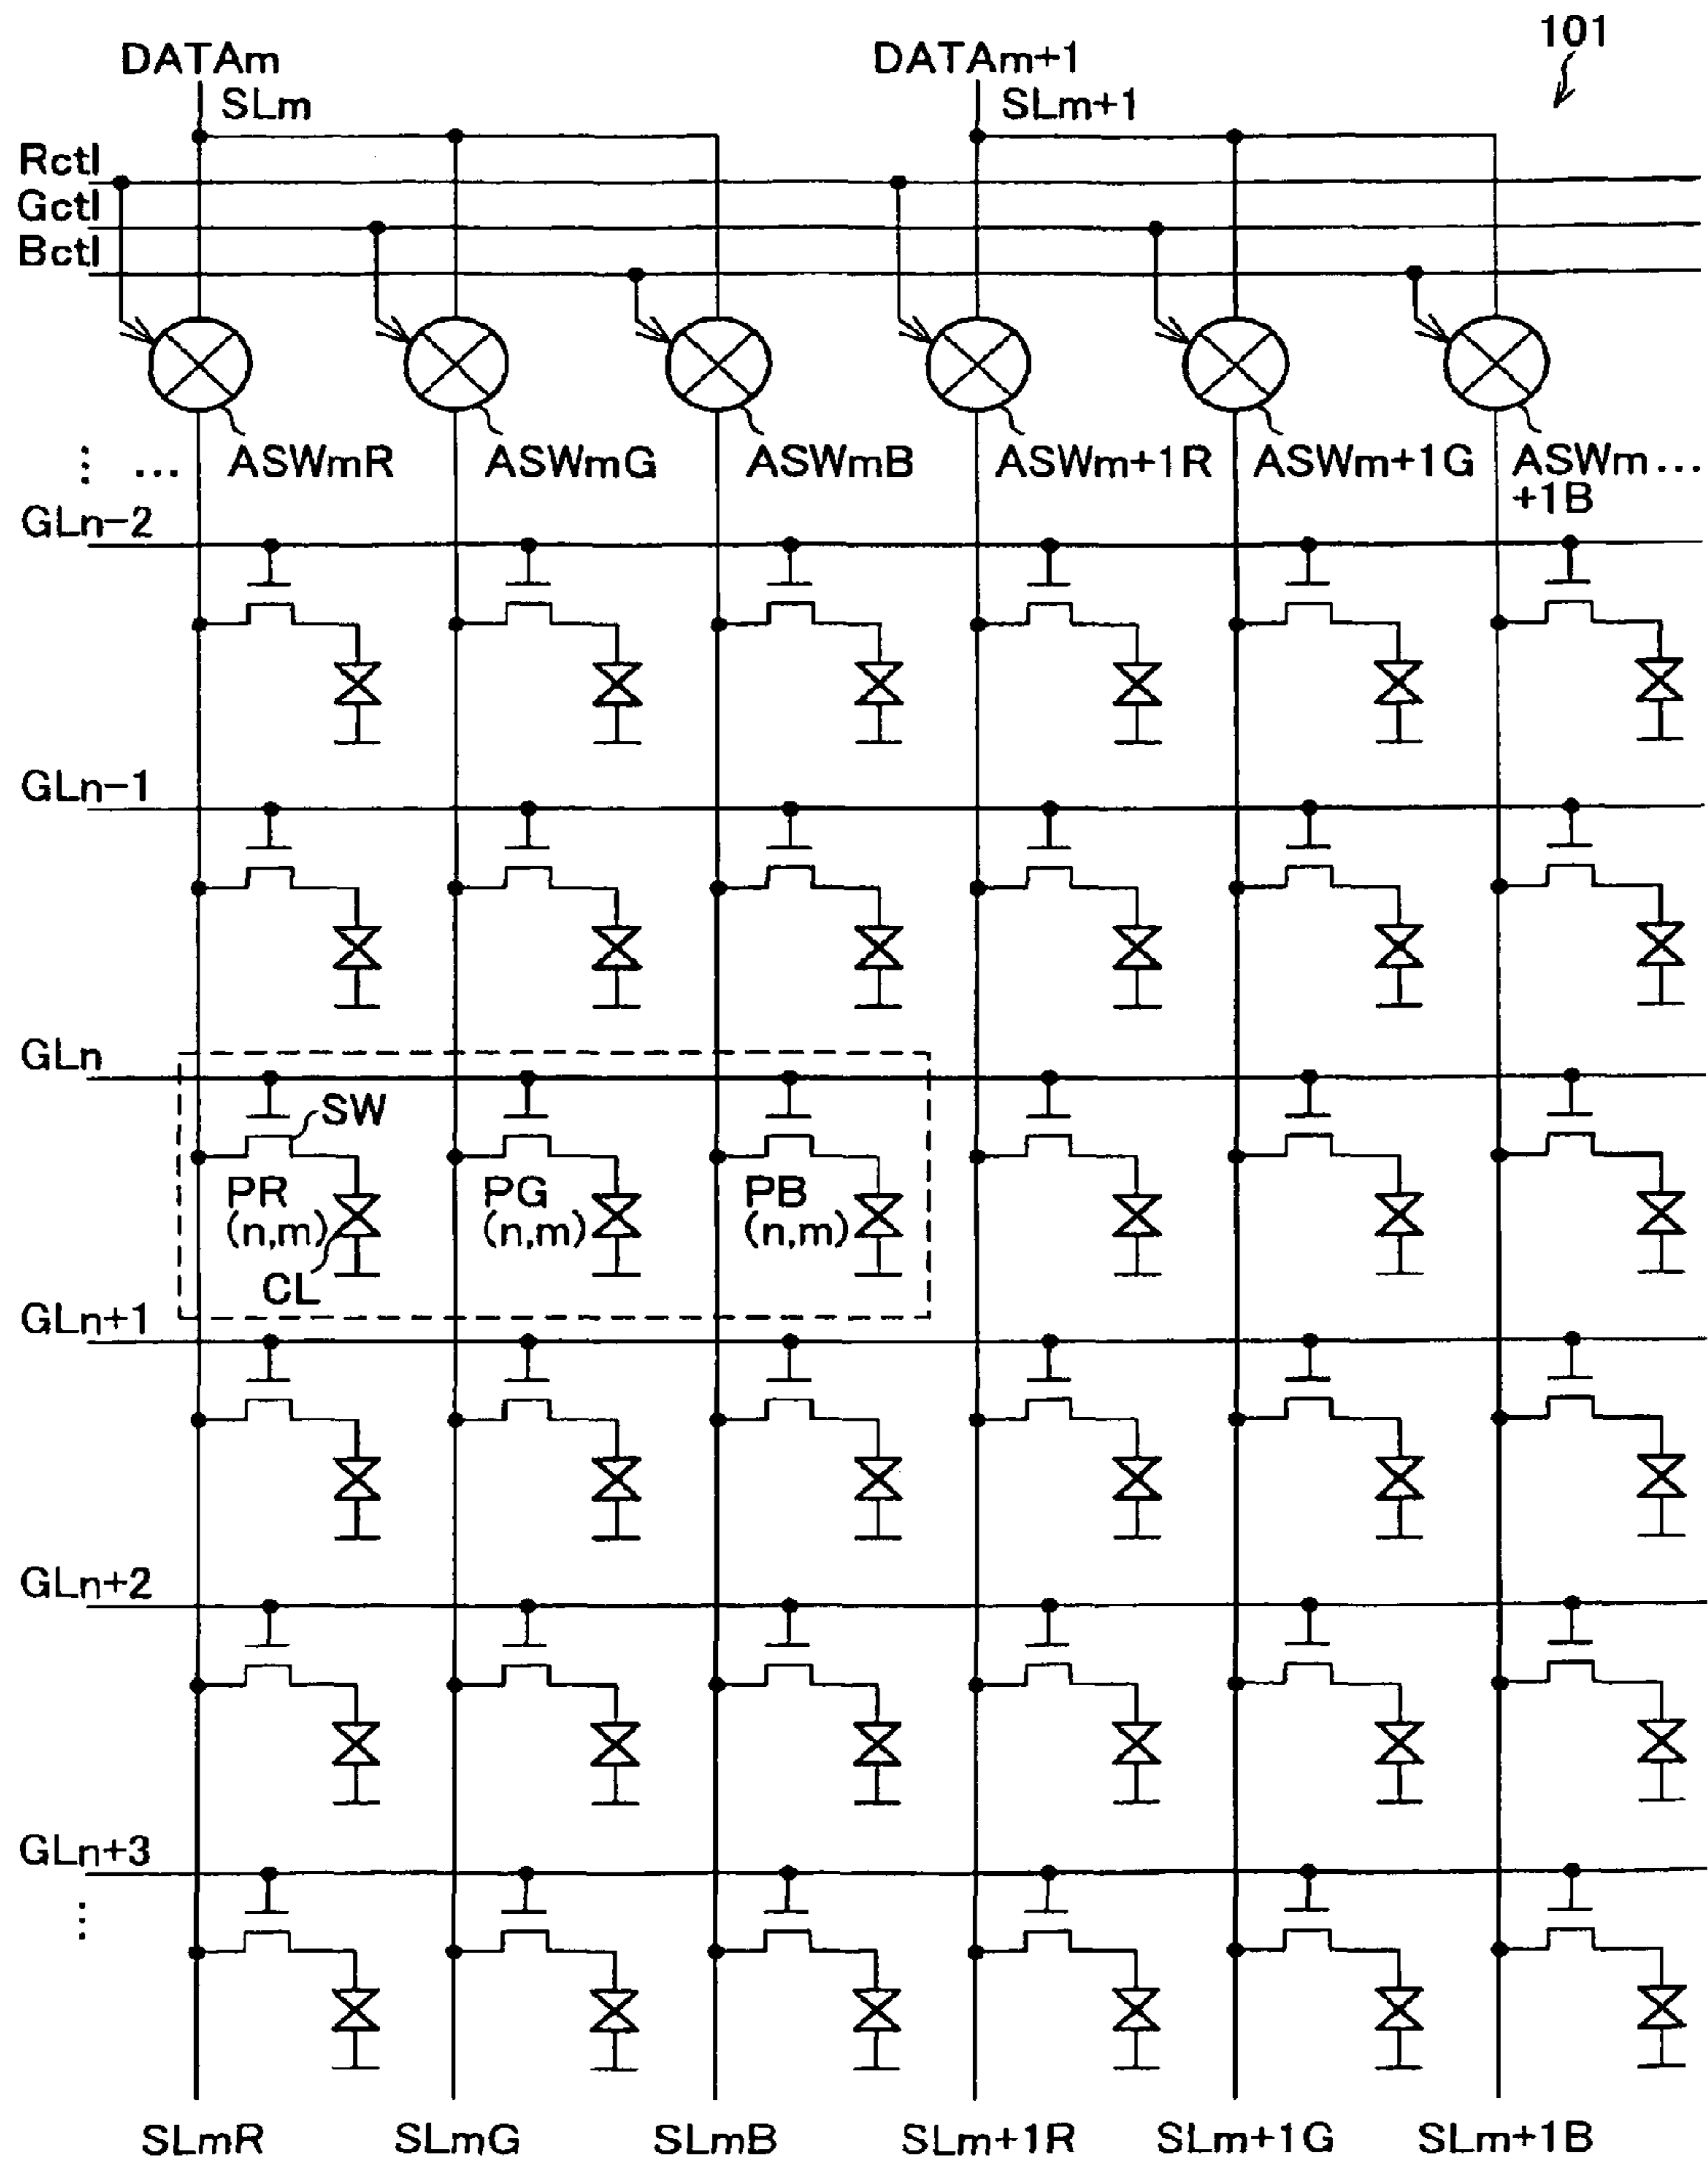 101
DATAm
DATAm+1
SLm
SLm+1
Rctl
Gctl
Bctl
⋮ ... ASWmR ASWmG ASWmB ASWm+1R ASWm+1G ASWm...
+1B
GLn-2
GLn-1
GLn
SW
PR
(n,m)
PG
(n,m)
PB
(n,m)
CL
GLn+1
GLn+2
GLn+3
⋮
SLmR SLmG SLmB SLm+1R SLm+1G SLm+1B